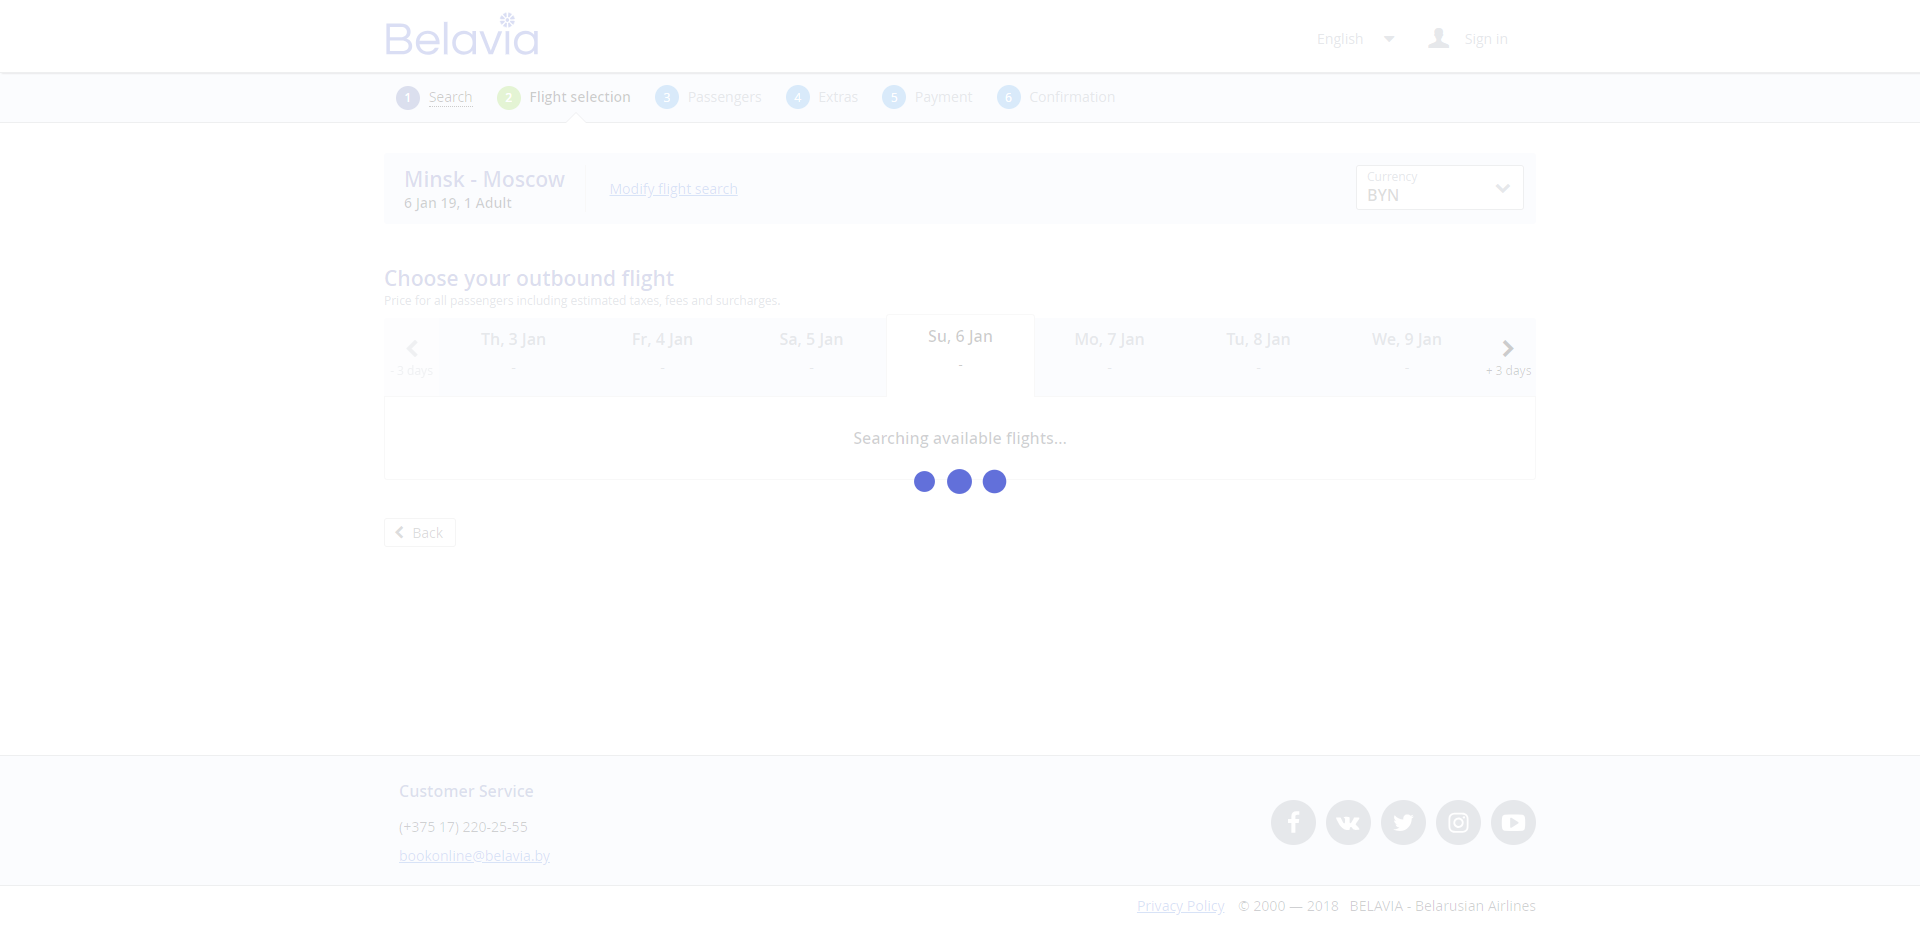 Belavia
English
Sign in
1 Search
2 Flight selection
3 Passengers
4 Extras
5 Payment
6 Confirmation
Minsk - Moscow
6 Jan 19, 1 Adult
Modify flight search
Currency
BYN
Choose your outbound flight
Price for all passengers including estimated taxes, fees and surcharges.
- 3 days
Th, 3 Jan
-
Fr, 4 Jan
-
Sa, 5 Jan
-
Su, 6 Jan
-
Mo, 7 Jan
-
Tu, 8 Jan
-
We, 9 Jan
-
+ 3 days
Searching available flights...
Back
Customer Service
(+375 17) 220-25-55
bookonline@belavia.by
Privacy Policy © 2000 — 2018 BELAVIA - Belarusian Airlines